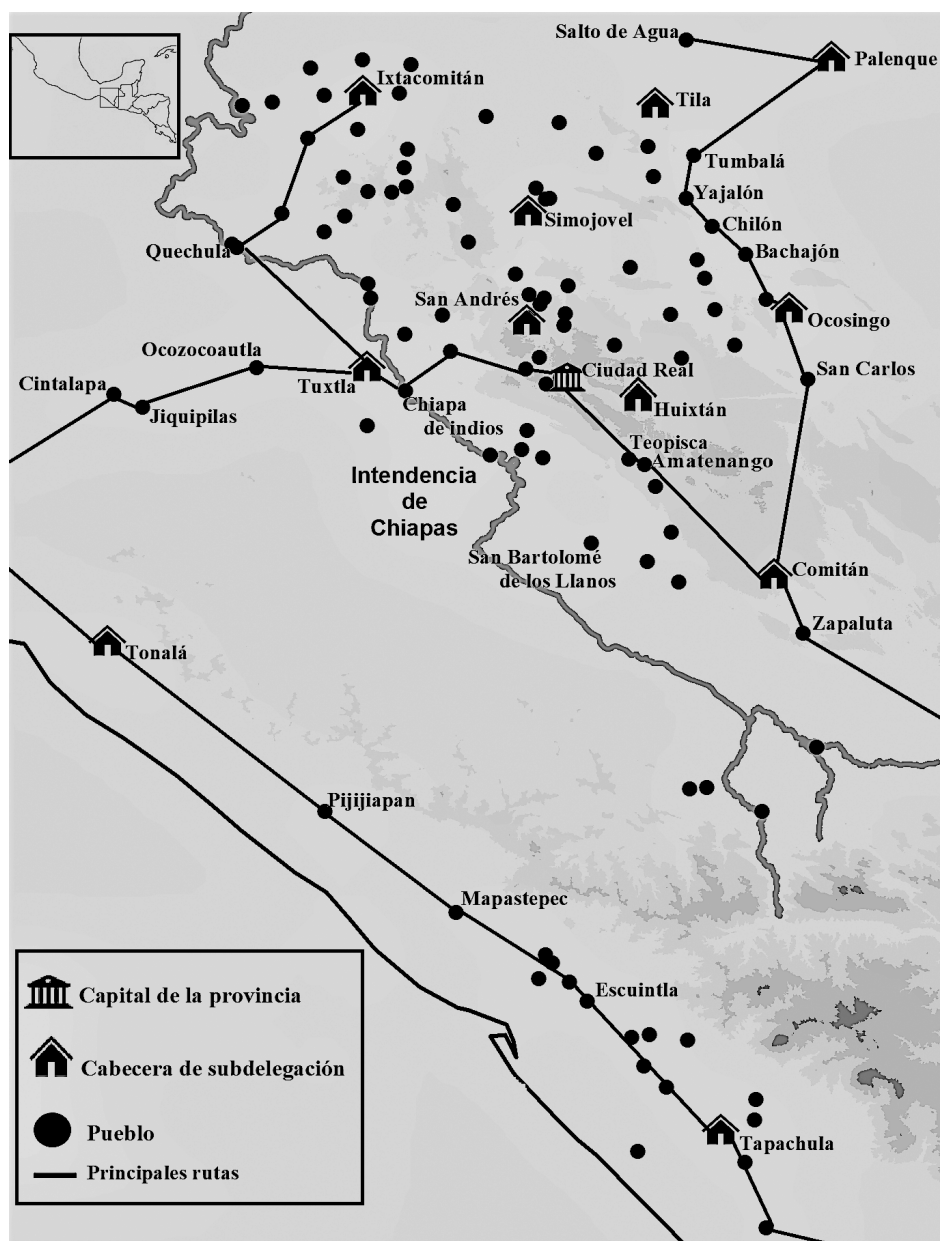 Salto de Agua
Palenque
Ixtacomitán
Tila
Tumbalá
Yajalón
Simojovel
Chilón
Quechula
Bachajón
San Andrés
Ocosingo
Ocozocoautla
Ciudad Real
San Carlos
Cintalapa
Tuxtla
Jiquipilas
Chiapa
de indios
Huixtán
Teopisca
Amatenango
Intendencia
de
Chiapas
San Bartolomé
de los Llanos
Comitán
Zapaluta
Tonalá
Pijijiapan
Mapastepec
Escuintla
Tapachula
Capital de la provincia
Cabecera de subdelegación
Pueblo
Principales rutas